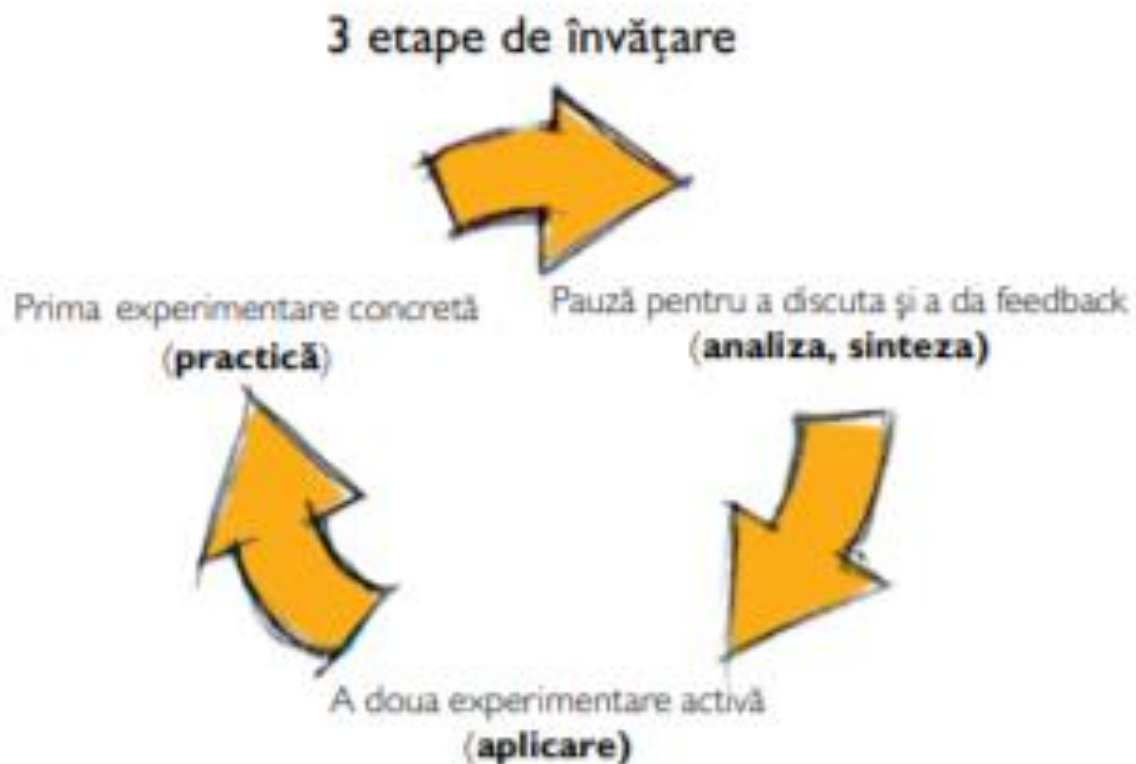 3 etape de învăţare
Prima experimentare concretă
(practică)
Pauză pentru a discuta şi a da feedback
(analiza, sinteza)
A doua experimentare activă
(aplicare)